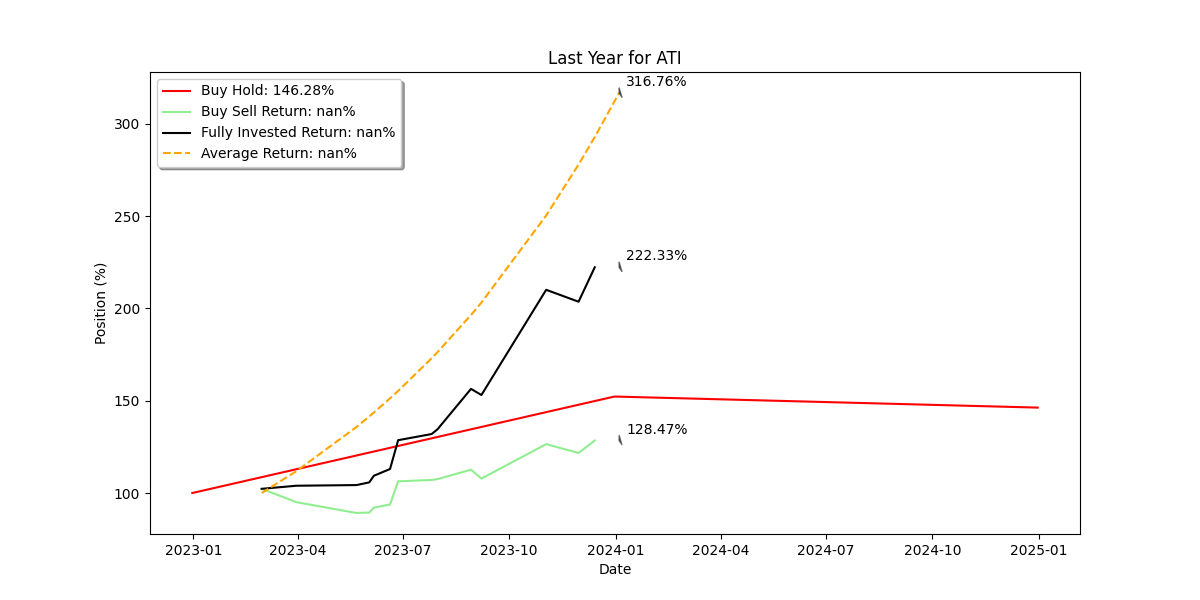 Last Year for ATI
Buy Hold: 146.28%
Buy Sell Return: nan%
Fully Invested Return: nan%
Average Return: nan%
316.76%
222.33%
128.47%
300
250
200
150
100
Position (%)
2023-01 2023-04 2023-07 2023-10 2024-01 2024-04 2024-07 2024-10 2025-01
Date